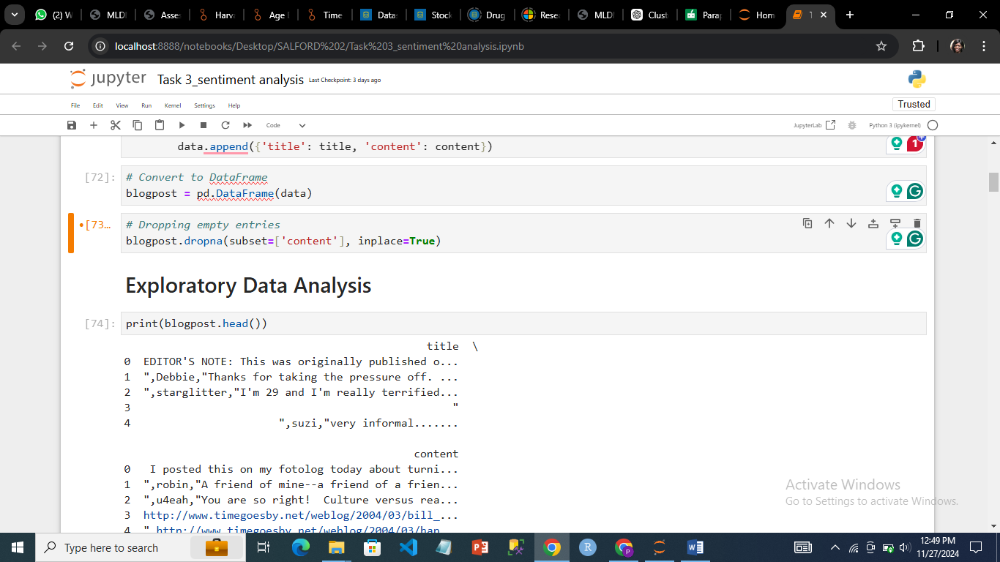 (2) W
MLDI
Asses
Harva
Age I
Time
Datas
Stock
Drug
Resea
MLDI
Clust
Parap
Hom
localhost:8888/notebooks/Desktop/SALFORD%202/Task%203_sentiment%20analysis.ipynb
jupyter Task 3_sentiment analysis Last Checkpoint: 3 days ago
File Edit View Run Kernel Settings Help Trusted
Code JupyterLab Python 3 (ipykernel)
data.append({'title': title, 'content': content})
1
[72]: # Convert to DataFrame
blogpost = pd.DataFrame(data)
[73… # Dropping empty entries
blogpost.dropna(subset=['content'], inplace=True)
Exploratory Data Analysis
[74]: print(blogpost.head())
title \
0 EDITOR'S NOTE: This was originally published o...
1 ",Debbie,"Thanks for taking the pressure off. ...
2 ",starglitter,"I'm 29 and I'm really terrified...
3 "
4 ",suzi,"very informal.......
content
0 I posted this on my fotolog today about turni...
1 ",robin,"A friend of mine--a friend of a frien...
2 ",u4eah,"You are so right!  Culture versus rea...
3 http://www.timegoesby.net/weblog/2004/03/bill_...
4 " http://www.timegoesby.net/weblog/2004/03/han
Activate Windows
Go to Settings to activate Windows.
Type here to search
12:49 PM
11/27/2024